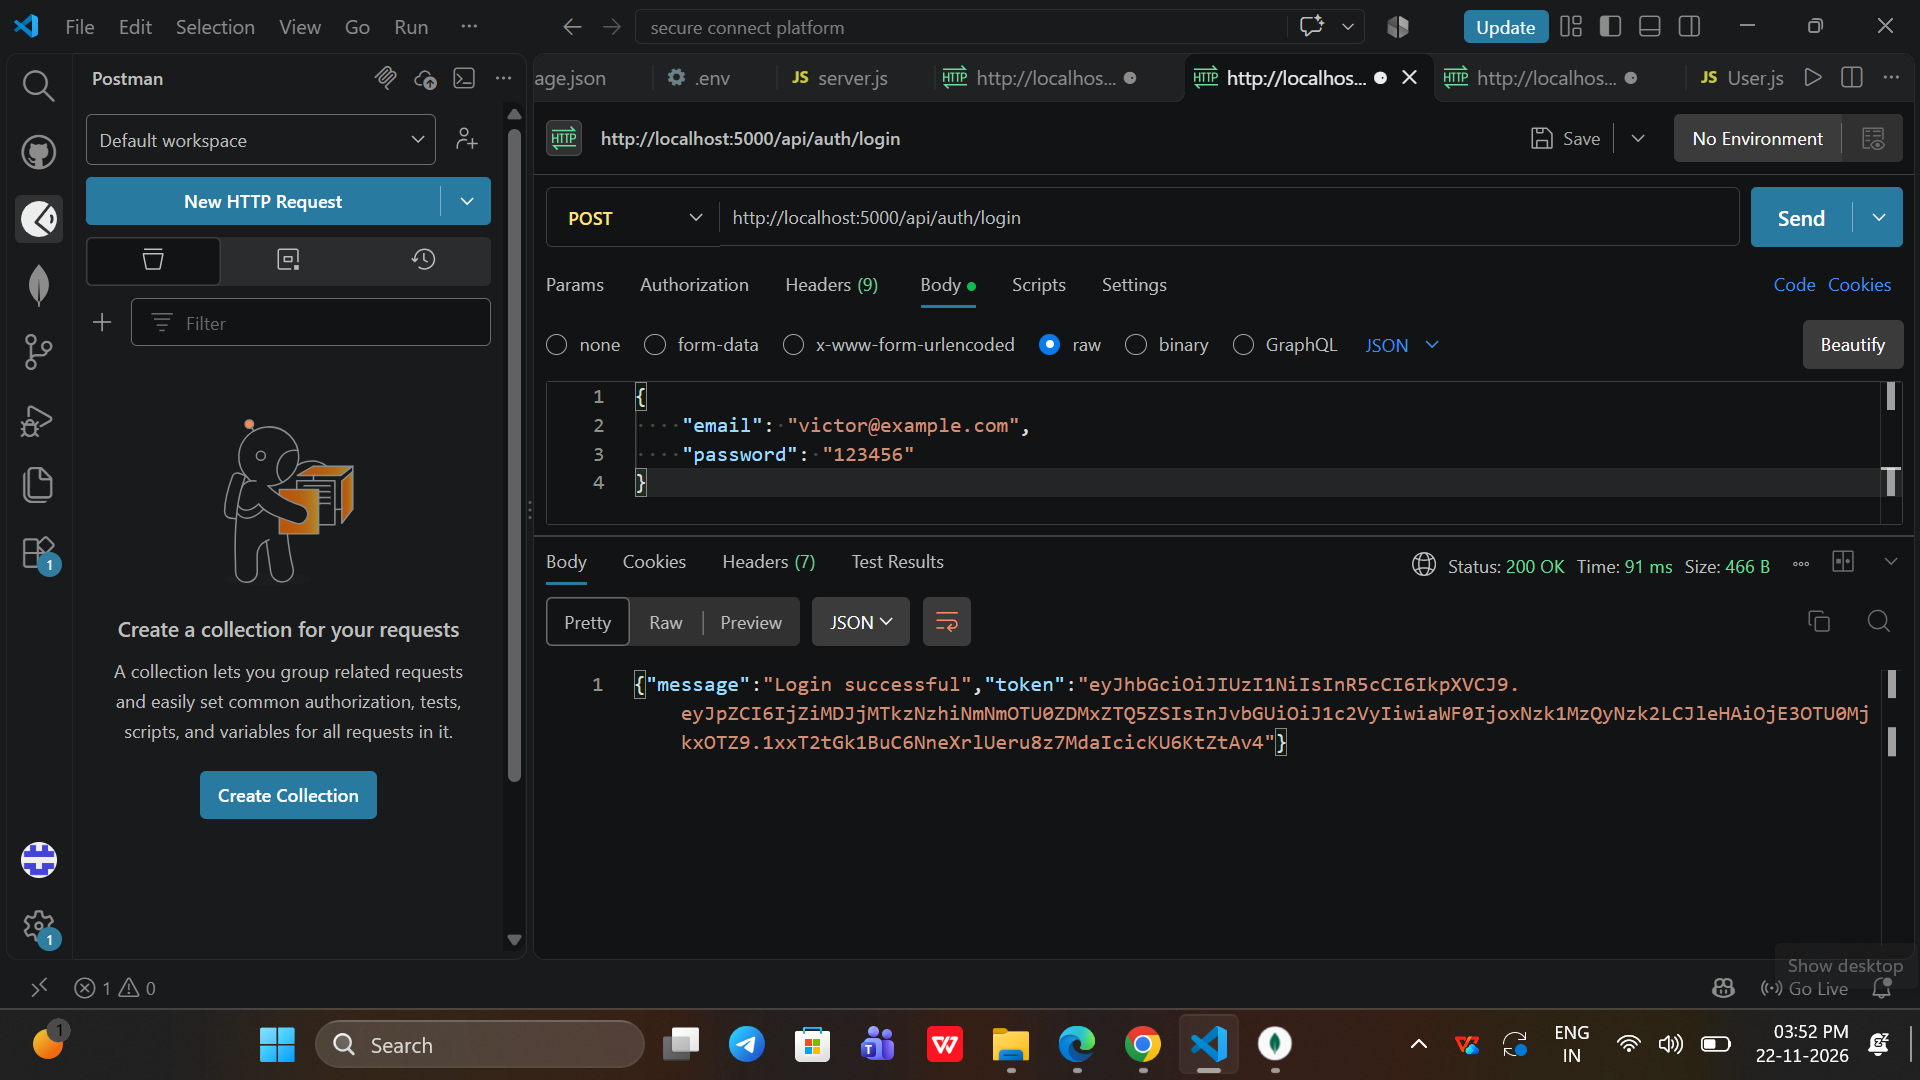 File Edit Selection View Go Run ···
secure connect platform
Update
Postman
age.json
.env
JS server.js
http://localhos...
http://localhos...
http://localhos...
JS User.js
Default workspace
New HTTP Request
Filter
Create a collection for your requests
A collection lets you group related requests
and easily set common authorization, tests,
scripts, and variables for all requests in it.
Create Collection
HTTP
http://localhost:5000/api/auth/login
Save
No Environment
POST
http://localhost:5000/api/auth/login
Send
Params Authorization Headers (9) Body Scripts Settings
Code Cookies
none form-data x-www-form-urlencoded raw binary GraphQL JSON
Beautify
1 {
2 "email": "victor@example.com",
3 "password": "123456"
4 }
Body Cookies Headers (7) Test Results
Status: 200 OK Time: 91 ms Size: 466 B
Pretty Raw Preview JSON
1 {"message":"Login successful","token":"eyJhbGciOiJIUzI1NiIsInR5cCI6IkpXVCJ9.
eyJpZCI6IjZiMDJjMTkzNzhiNmNmOTU0ZDMxZTQ5ZSIsInJvbGUiOiJ1c2VyIiwiaWF0IjoxNzk1MzQyNzk2LCJleHAiOjE3OTU0Mj
kxOTZ9.1xxT2tGk1BuC6NneXrlUeru8z7MdaIcicKU6KtZtAv4"}
1
1
1 0
Show desktop
Go Live
1
Search
ENG
IN
03:52 PM
22-11-2026